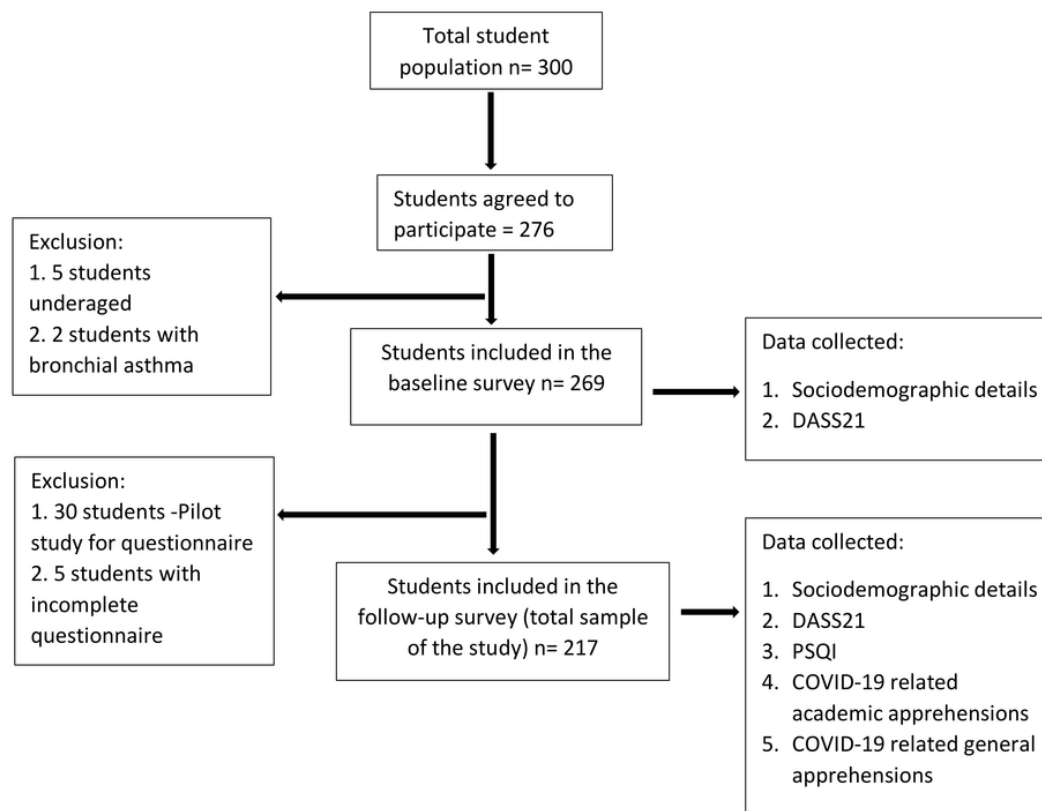 Total student
population n= 300
Students agreed to
participate = 276
Exclusion:
1. 5 students
underaged
2. 2 students with
bronchial asthma
Students included in the
baseline survey n= 269
Data collected:
1. Sociodemographic details
2. DASS21
Exclusion:
1. 30 students -Pilot
study for questionnaire
2. 5 students with
incomplete
questionnaire
Students included in the
follow-up survey (total sample
of the study) n= 217
Data collected:
1. Sociodemographic details
2. DASS21
3. PSQI
4. COVID-19 related
academic apprehensions
5. COVID-19 related general
apprehensions